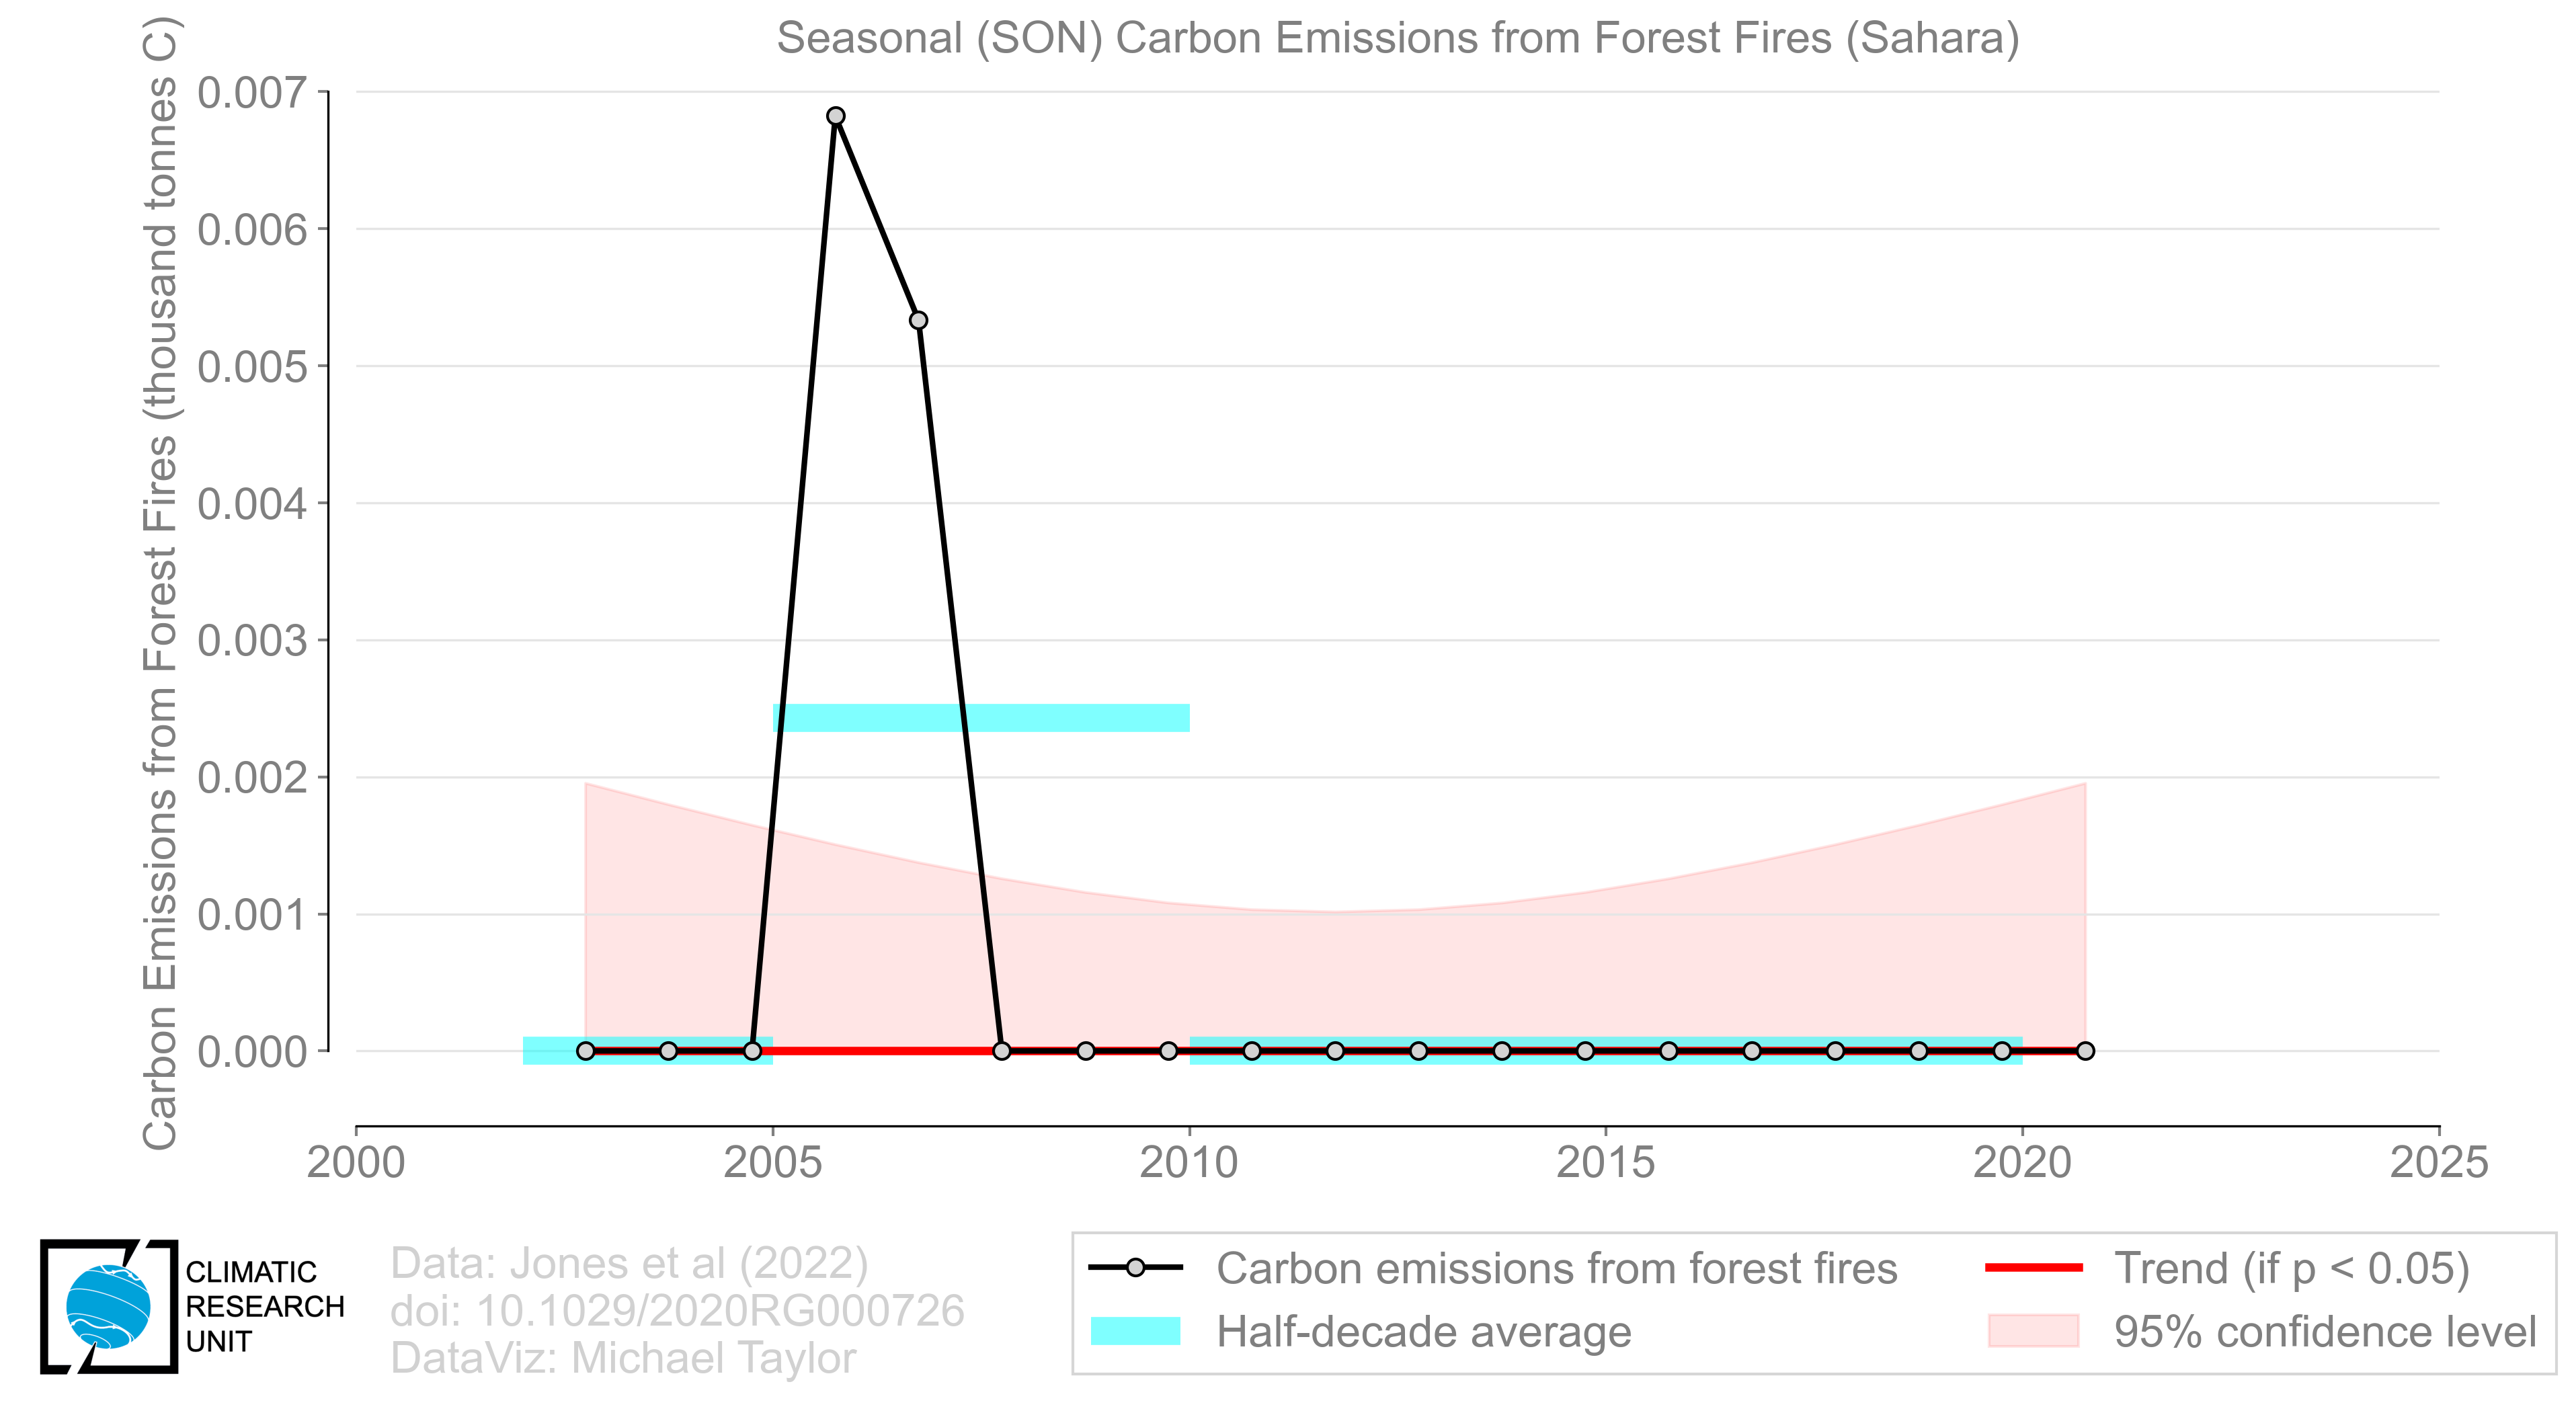 Seasonal (SON) Carbon Emissions from Forest Fires (Sahara)
Carbon Emissions from Forest Fires (thousand tonnes C)
0.007
0.006
0.005
0.004
0.003
0.002
0.001
0.000
2000 2005 2010 2015 2020 2025
CLIMATIC
RESEARCH
UNIT
Data: Jones et al (2022)
doi: 10.1029/2020RG000726
DataViz: Michael Taylor
Carbon emissions from forest fires
Half-decade average
Trend (if p < 0.05)
95% confidence level